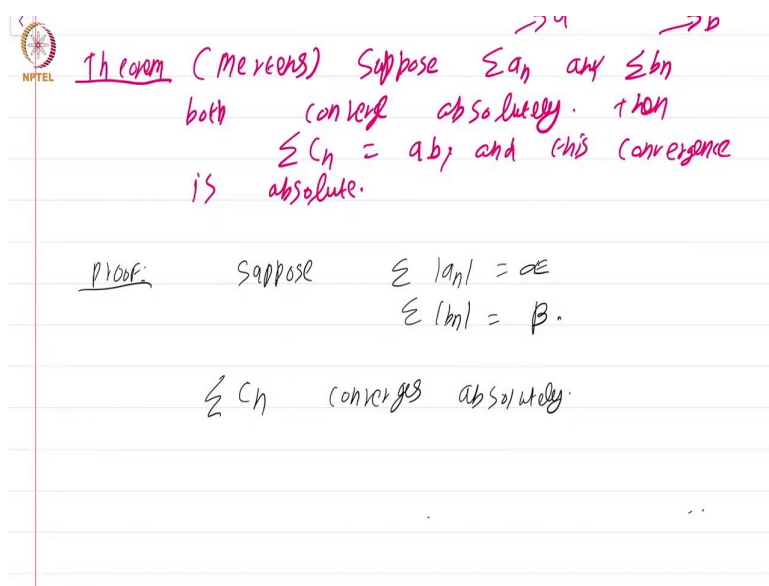 →a →b
Theorem (Mertens) Suppose Σan and Σbn
both converge absolutely. Then
ΣCn = ab, and this convergence
is absolute.
NPTEL
Proof: Suppose Σ |an| = α
Σ |bn| = β.
ΣCn converges absolutely.